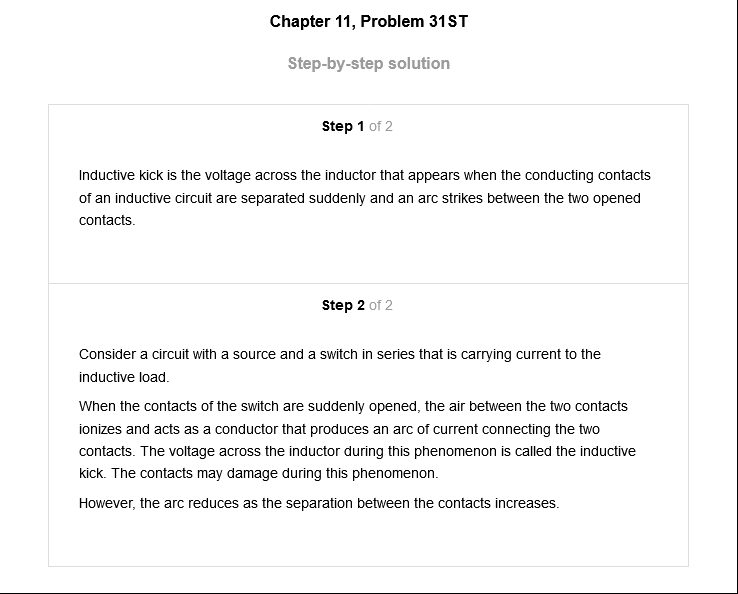 Chapter 11, Problem 31ST
Step-by-step solution
Step 1 of 2
Inductive kick is the voltage across the inductor that appears when the conducting contacts
of an inductive circuit are separated suddenly and an arc strikes between the two opened
contacts.
Step 2 of 2
Consider a circuit with a source and a switch in series that is carrying current to the
inductive load.
When the contacts of the switch are suddenly opened, the air between the two contacts
ionizes and acts as a conductor that produces an arc of current connecting the two
contacts. The voltage across the inductor during this phenomenon is called the inductive
kick. The contacts may damage during this phenomenon.
However, the arc reduces as the separation between the contacts increases.